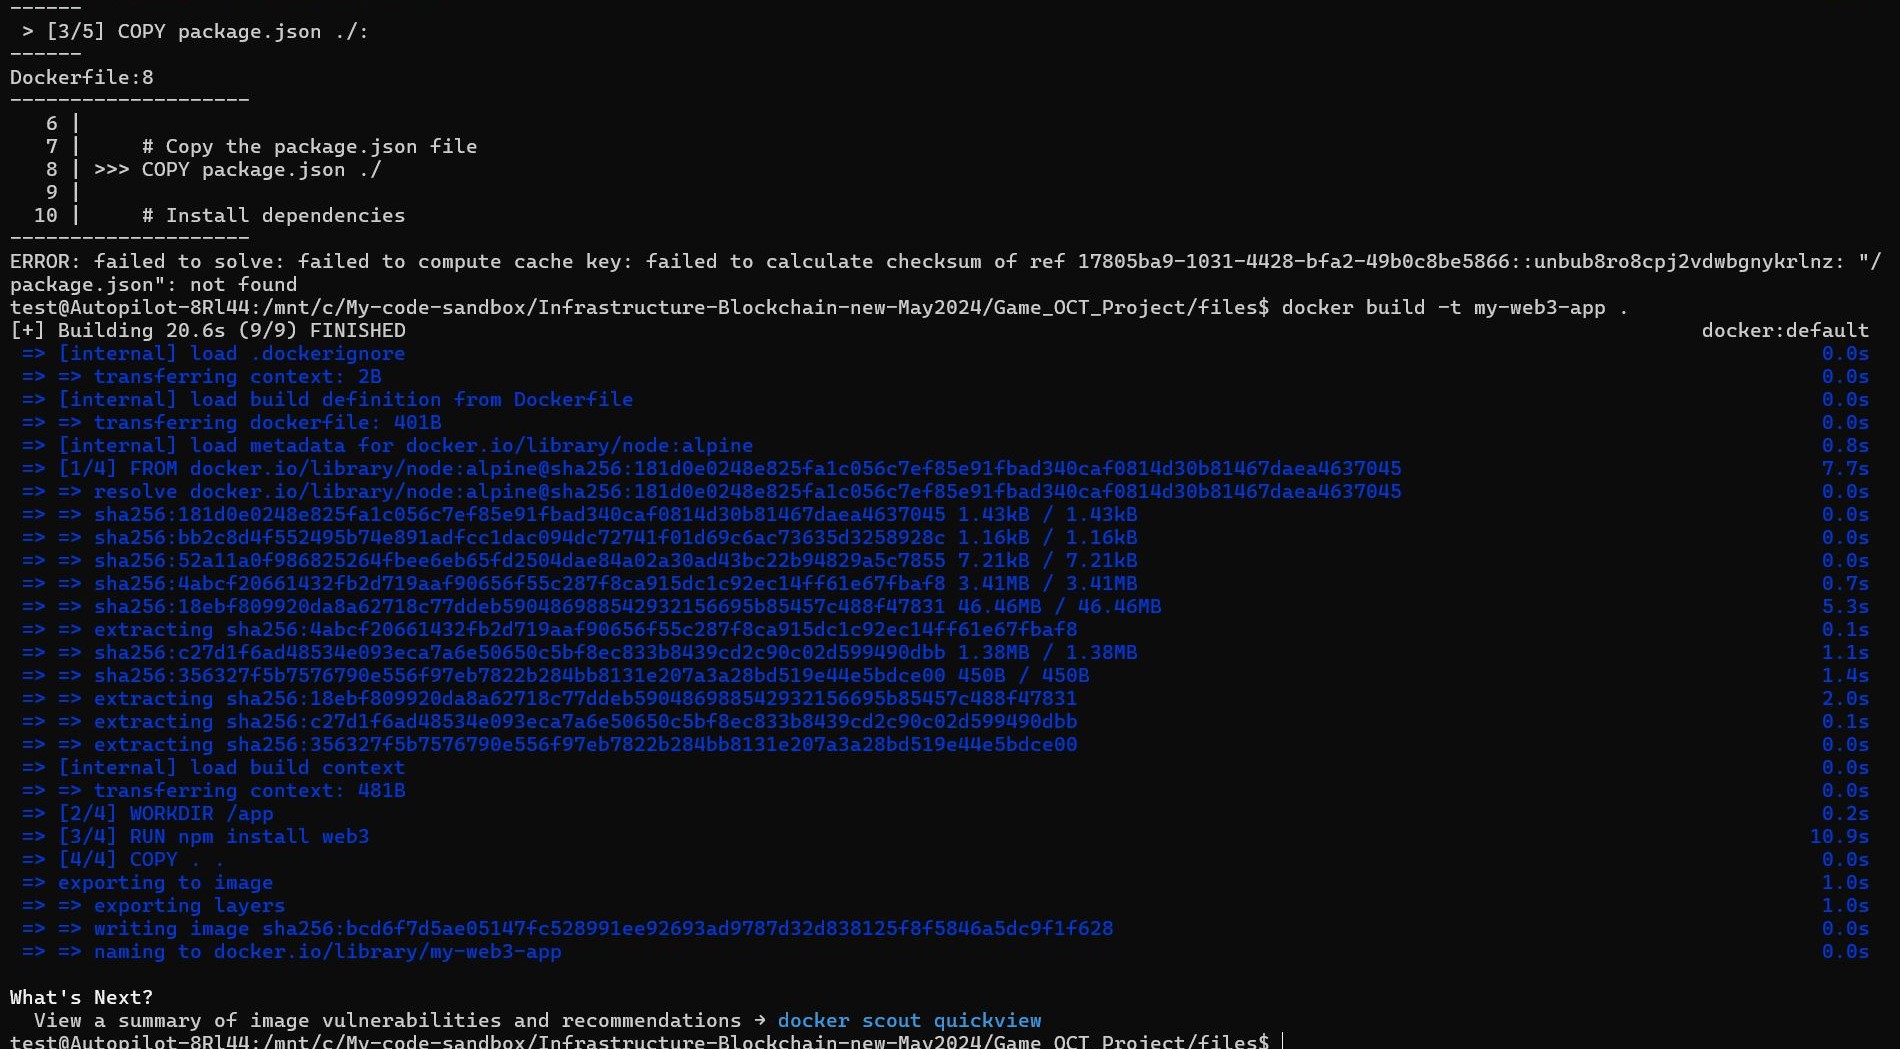 ------
 > [3/5] COPY package.json ./:
------
Dockerfile:8
--------------------
   6 |
   7 |     # Copy the package.json file
   8 | >>> COPY package.json ./
   9 |
  10 |     # Install dependencies
--------------------
ERROR: failed to solve: failed to compute cache key: failed to calculate checksum of ref 17805ba9-1031-4428-bfa2-49b0c8be5866::unbub8ro8cpj2vdwbgnykrlnz: "/
package.json": not found
test@Autopilot-8Rl44:/mnt/c/My-code-sandbox/Infrastructure-Blockchain-new-May2024/Game_OCT_Project/files$ docker build -t my-web3-app .
[+] Building 20.6s (9/9) FINISHED docker:default
 => [internal] load .dockerignore 0.0s
 => => transferring context: 2B 0.0s
 => [internal] load build definition from Dockerfile 0.0s
 => => transferring dockerfile: 401B 0.0s
 => [internal] load metadata for docker.io/library/node:alpine 0.8s
 => [1/4] FROM docker.io/library/node:alpine@sha256:181d0e0248e825fa1c056c7ef85e91fbad340caf0814d30b81467daea4637045 7.7s
 => => resolve docker.io/library/node:alpine@sha256:181d0e0248e825fa1c056c7ef85e91fbad340caf0814d30b81467daea4637045 0.0s
 => => sha256:181d0e0248e825fa1c056c7ef85e91fbad340caf0814d30b81467daea4637045 1.43kB / 1.43kB 0.0s
 => => sha256:bb2c8d4f552495b74e891adfcc1dac094dc72741f01d69c6ac73635d3258928c 1.16kB / 1.16kB 0.0s
 => => sha256:52a11a0f986825264fbee6eb65fd2504dae84a02a30ad43bc22b94829a5c7855 7.21kB / 7.21kB 0.0s
 => => sha256:4abcf20661432fb2d719aaf90656f55c287f8ca915dc1c92ec14ff61e67fbaf8 3.41MB / 3.41MB 0.7s
 => => sha256:18ebf809920da8a62718c77ddeb590486988542932156695b85457c488f47831 46.46MB / 46.46MB 5.3s
 => => extracting sha256:4abcf20661432fb2d719aaf90656f55c287f8ca915dc1c92ec14ff61e67fbaf8 0.1s
 => => sha256:c27d1f6ad48534e093eca7a6e50650c5bf8ec833b8439cd2c90c02d599490dbb 1.38MB / 1.38MB 1.1s
 => => sha256:356327f5b7576790e556f97eb7822b284bb8131e207a3a28bd519e44e5bdce00 450B / 450B 1.4s
 => => extracting sha256:18ebf809920da8a62718c77ddeb590486988542932156695b85457c488f47831 2.0s
 => => extracting sha256:c27d1f6ad48534e093eca7a6e50650c5bf8ec833b8439cd2c90c02d599490dbb 0.1s
 => => extracting sha256:356327f5b7576790e556f97eb7822b284bb8131e207a3a28bd519e44e5bdce00 0.0s
 => [internal] load build context 0.0s
 => => transferring context: 481B 0.0s
 => [2/4] WORKDIR /app 0.2s
 => [3/4] RUN npm install web3 10.9s
 => [4/4] COPY . . 0.0s
 => exporting to image 1.0s
 => => exporting layers 1.0s
 => => writing image sha256:bcd6f7d5ae05147fc528991ee92693ad9787d32d838125f8f5846a5dc9f1f628 0.0s
 => => naming to docker.io/library/my-web3-app 0.0s
What's Next?
  View a summary of image vulnerabilities and recommendations → docker scout quickview
test@Autopilot-8Rl44:/mnt/c/My-code-sandbox/Infrastructure-Blockchain-new-May2024/Game_OCT_Project/files$